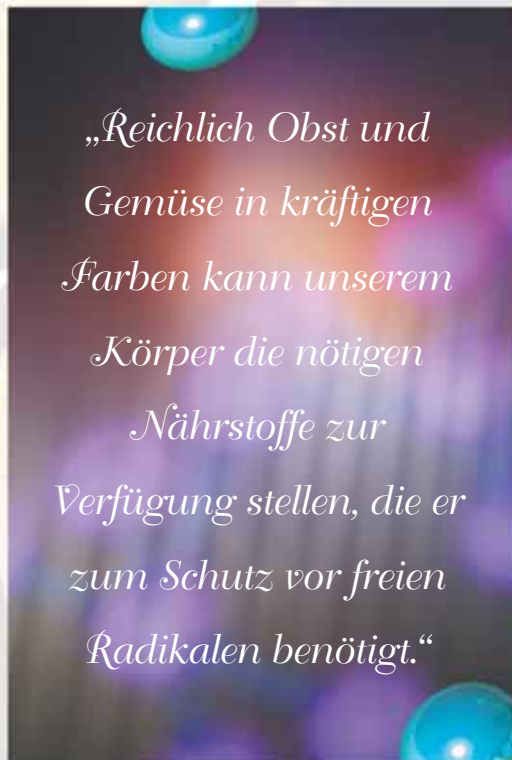 „Reichlich Obst und
Gemüse in kräftigen
Farben kann unserem
Körper die nötigen
Nährstoffe zur
Verfügung stellen, die er
zum Schutz vor freien
Radikalen benötigt.“